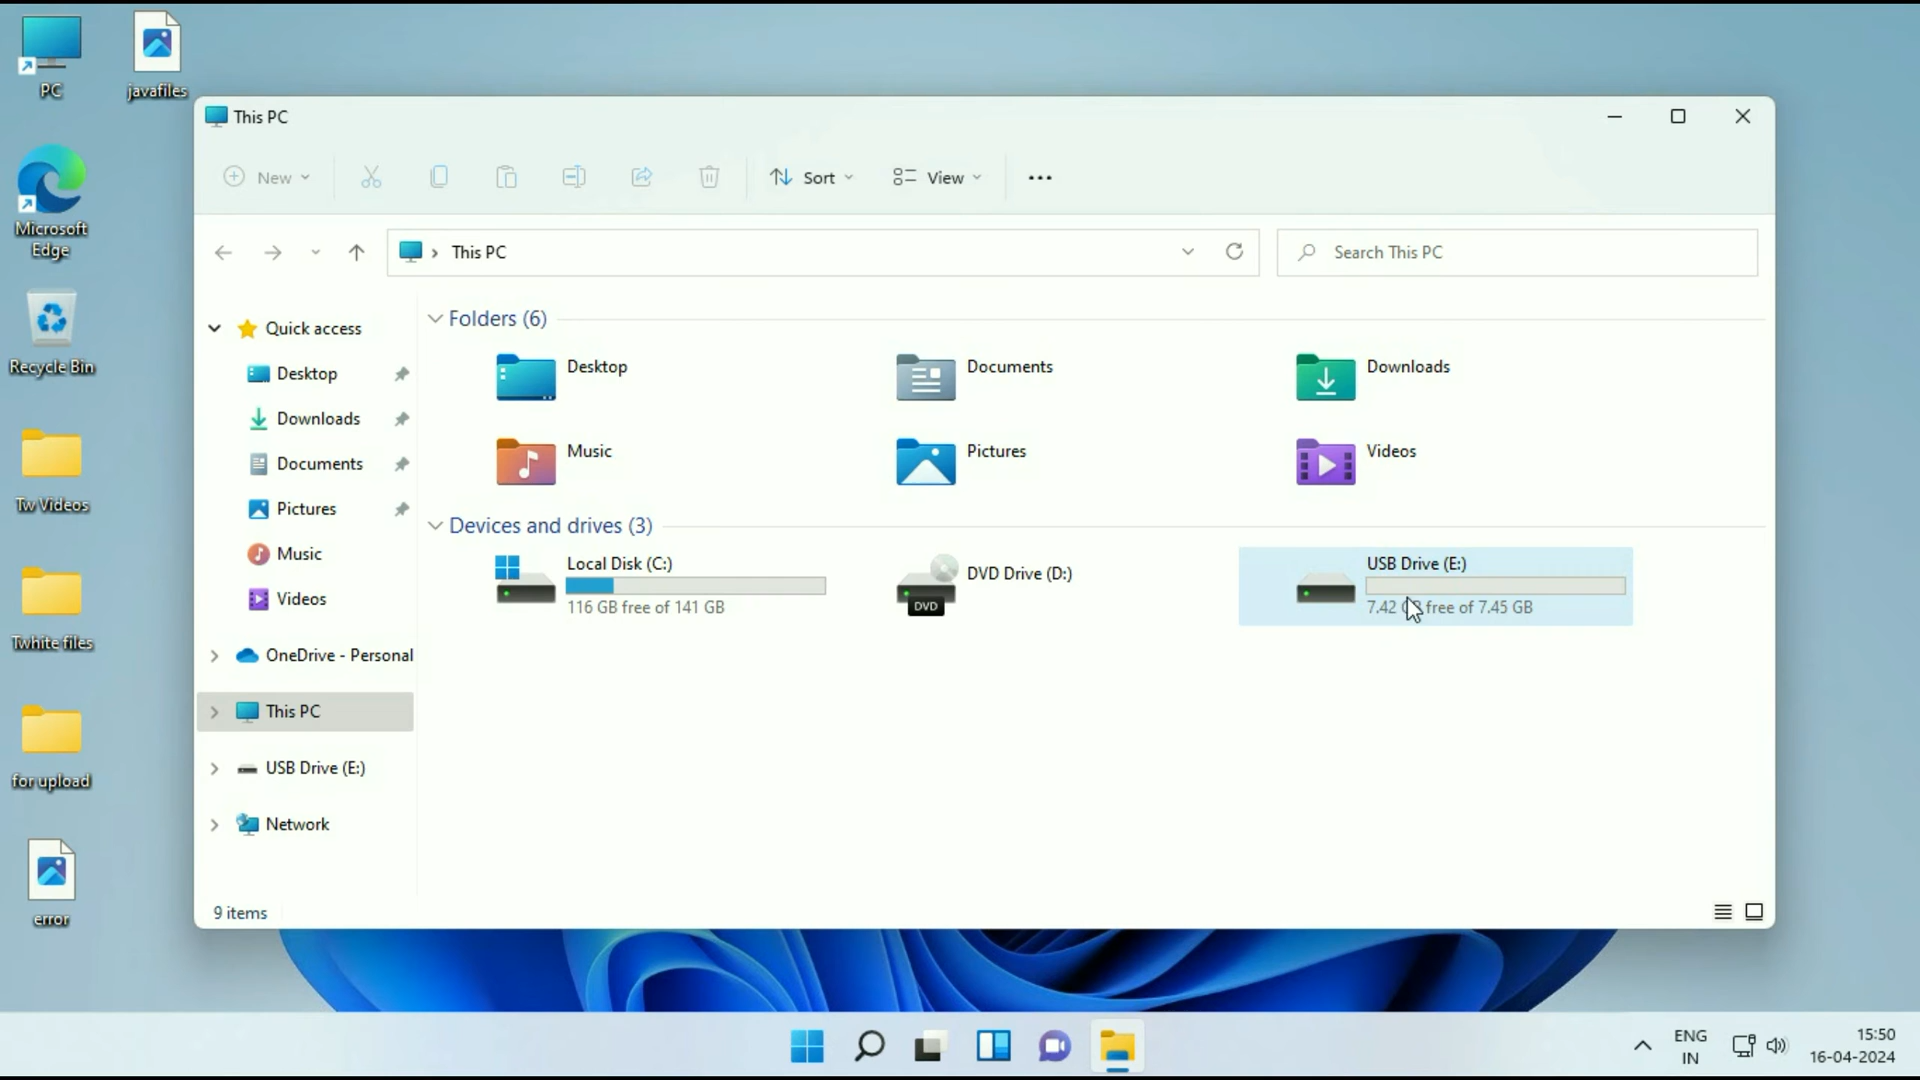 PC
javafiles
Microsoft
Edge
Recycle Bin
Tw Videos
Twhite files
for upload
error
This PC
New
Sort
View
This PC
Search This PC
Quick access
Desktop
Downloads
Documents
Pictures
Music
Videos
OneDrive - Personal
This PC
USB Drive (E:)
Network
Folders (6)
Desktop
Documents
Downloads
Music
Pictures
Videos
Devices and drives (3)
Local Disk (C:)
116 GB free of 141 GB
DVD
DVD Drive (D:)
USB Drive (E:)
7.42 GB free of 7.45 GB
9 items
ENG
IN
15:50
16-04-2024